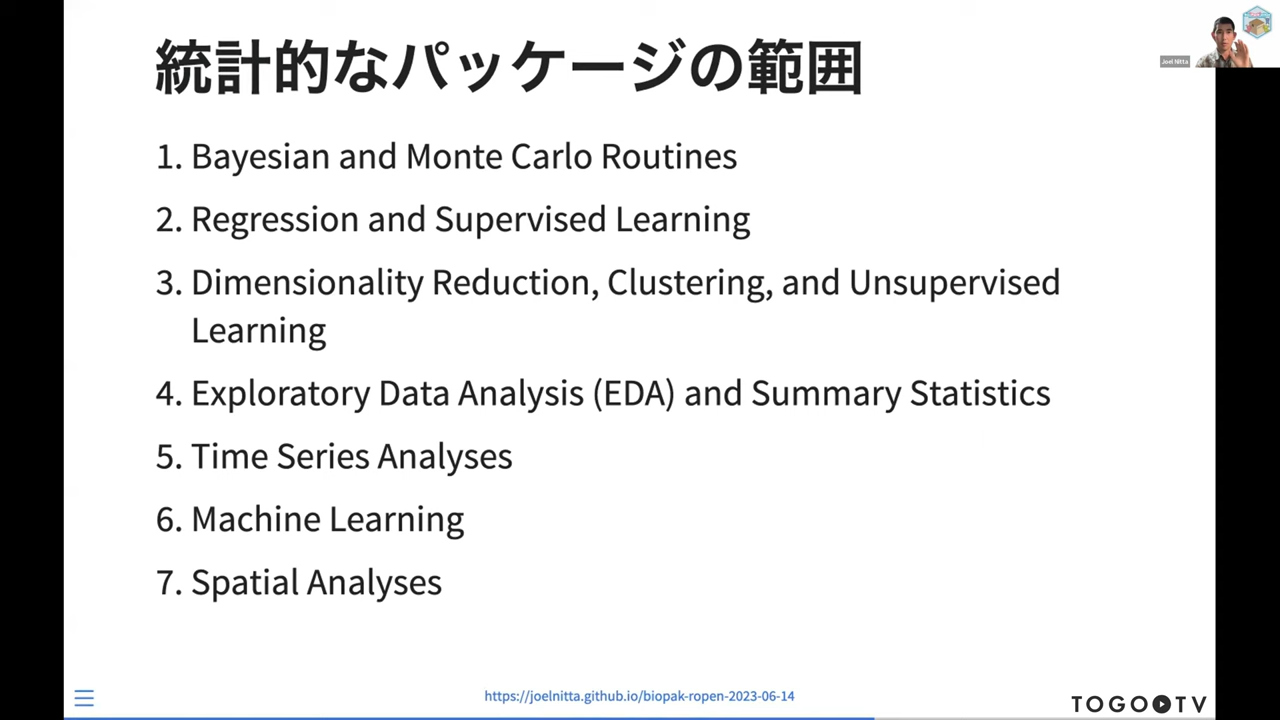 統計的なパッケージの範囲
Joel Nitta
1. Bayesian and Monte Carlo Routines
2. Regression and Supervised Learning
3. Dimensionality Reduction, Clustering, and Unsupervised
Learning
4. Exploratory Data Analysis (EDA) and Summary Statistics
5. Time Series Analyses
6. Machine Learning
7. Spatial Analyses
https://joelnitta.github.io/biopak-ropen-2023-06-14
TOGO TV